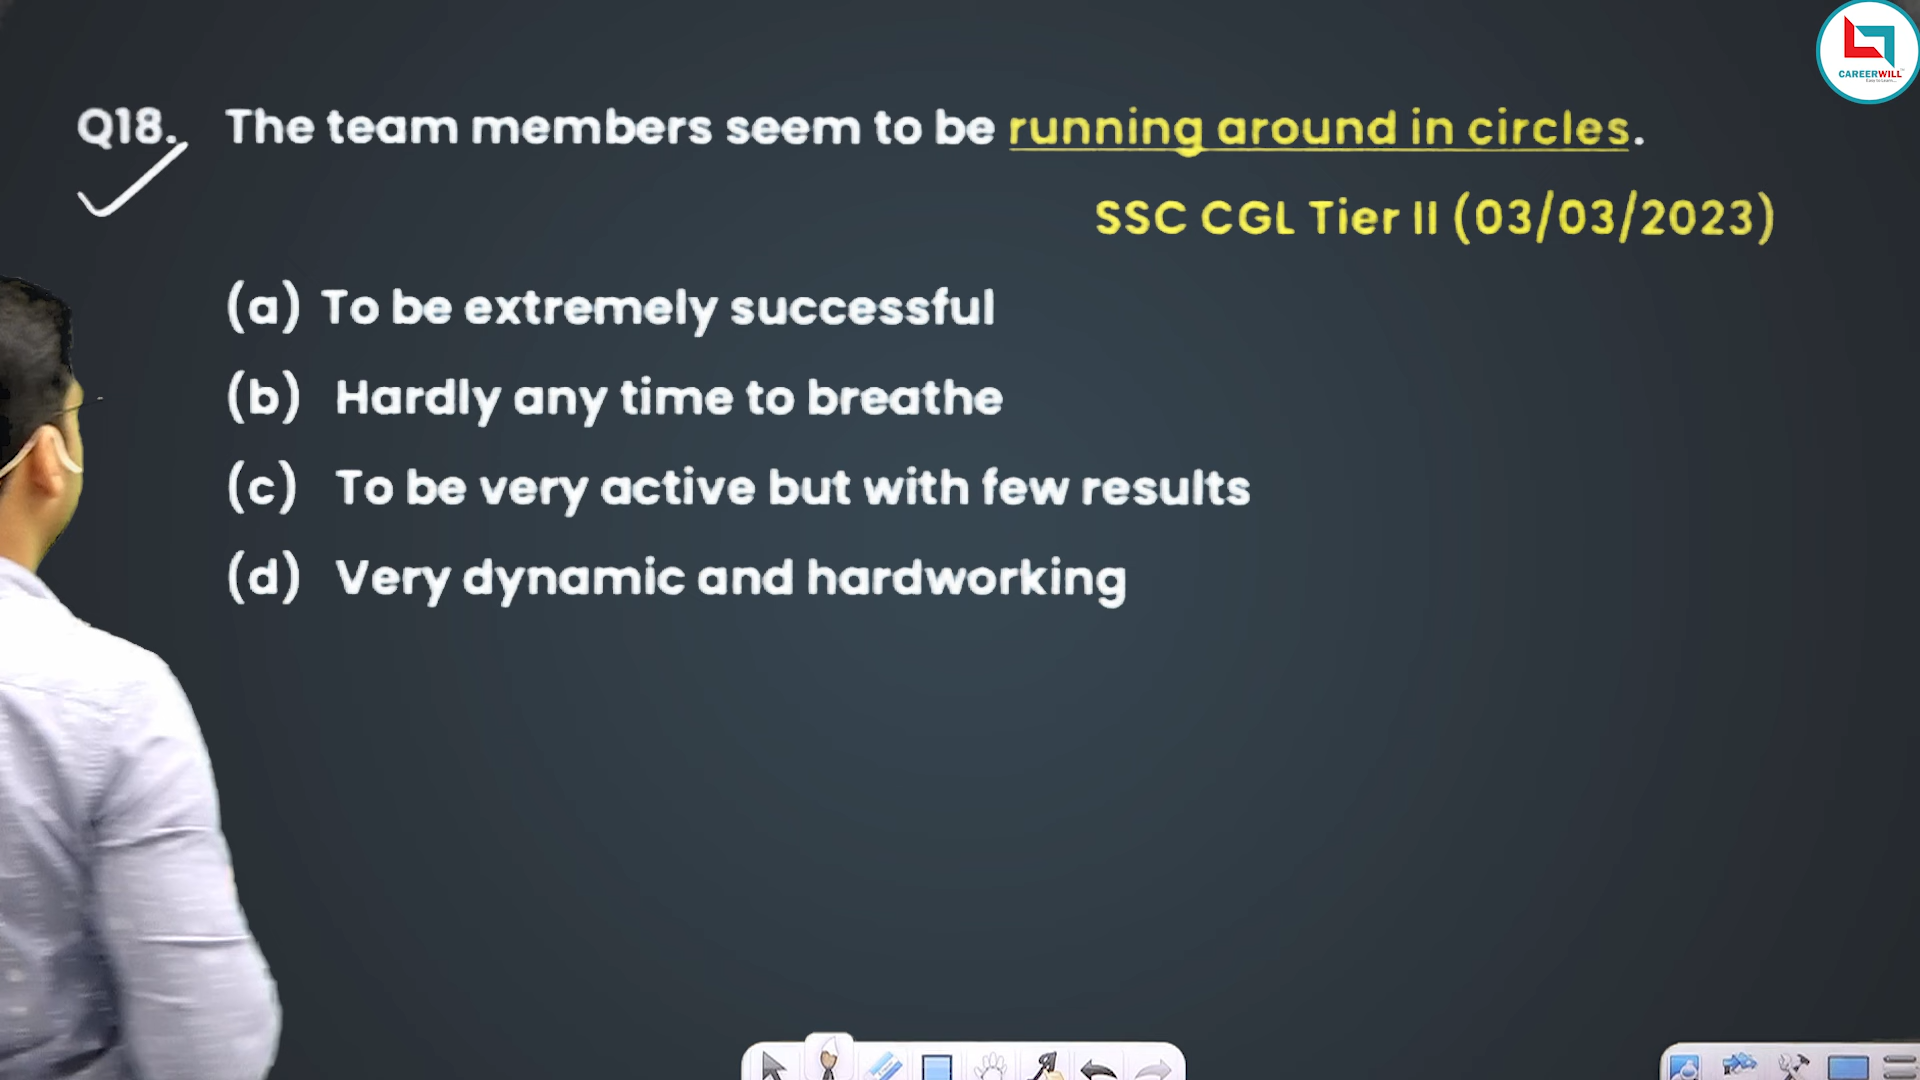 CAREERWILL
Q18. The team members seem to be running around in circles.
SSC CGL Tier II (03/03/2023)
(a) To be extremely successful
(b) Hardly any time to breathe
(c) To be very active but with few results
(d) Very dynamic and hardworking